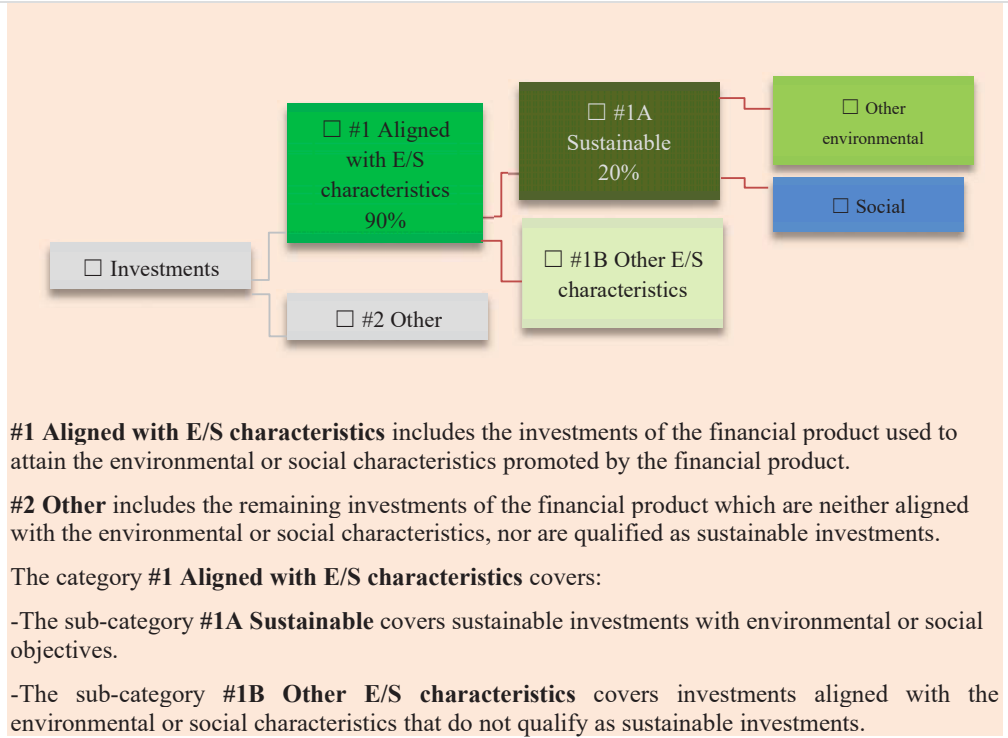 ☐ #1 Aligned
with E/S
characteristics
90%
☐ #1A
Sustainable
20%
☐ Other
environmental
☐ Social
☐ Investments
☐ #1B Other E/S
characteristics
☐ #2 Other
#1 Aligned with E/S characteristics includes the investments of the financial product used to
attain the environmental or social characteristics promoted by the financial product.
#2 Other includes the remaining investments of the financial product which are neither aligned
with the environmental or social characteristics, nor are qualified as sustainable investments.
The category #1 Aligned with E/S characteristics covers:
-The sub-category #1A Sustainable covers sustainable investments with environmental or social
objectives.
-The sub-category #1B Other E/S characteristics covers investments aligned with the
environmental or social characteristics that do not qualify as sustainable investments.